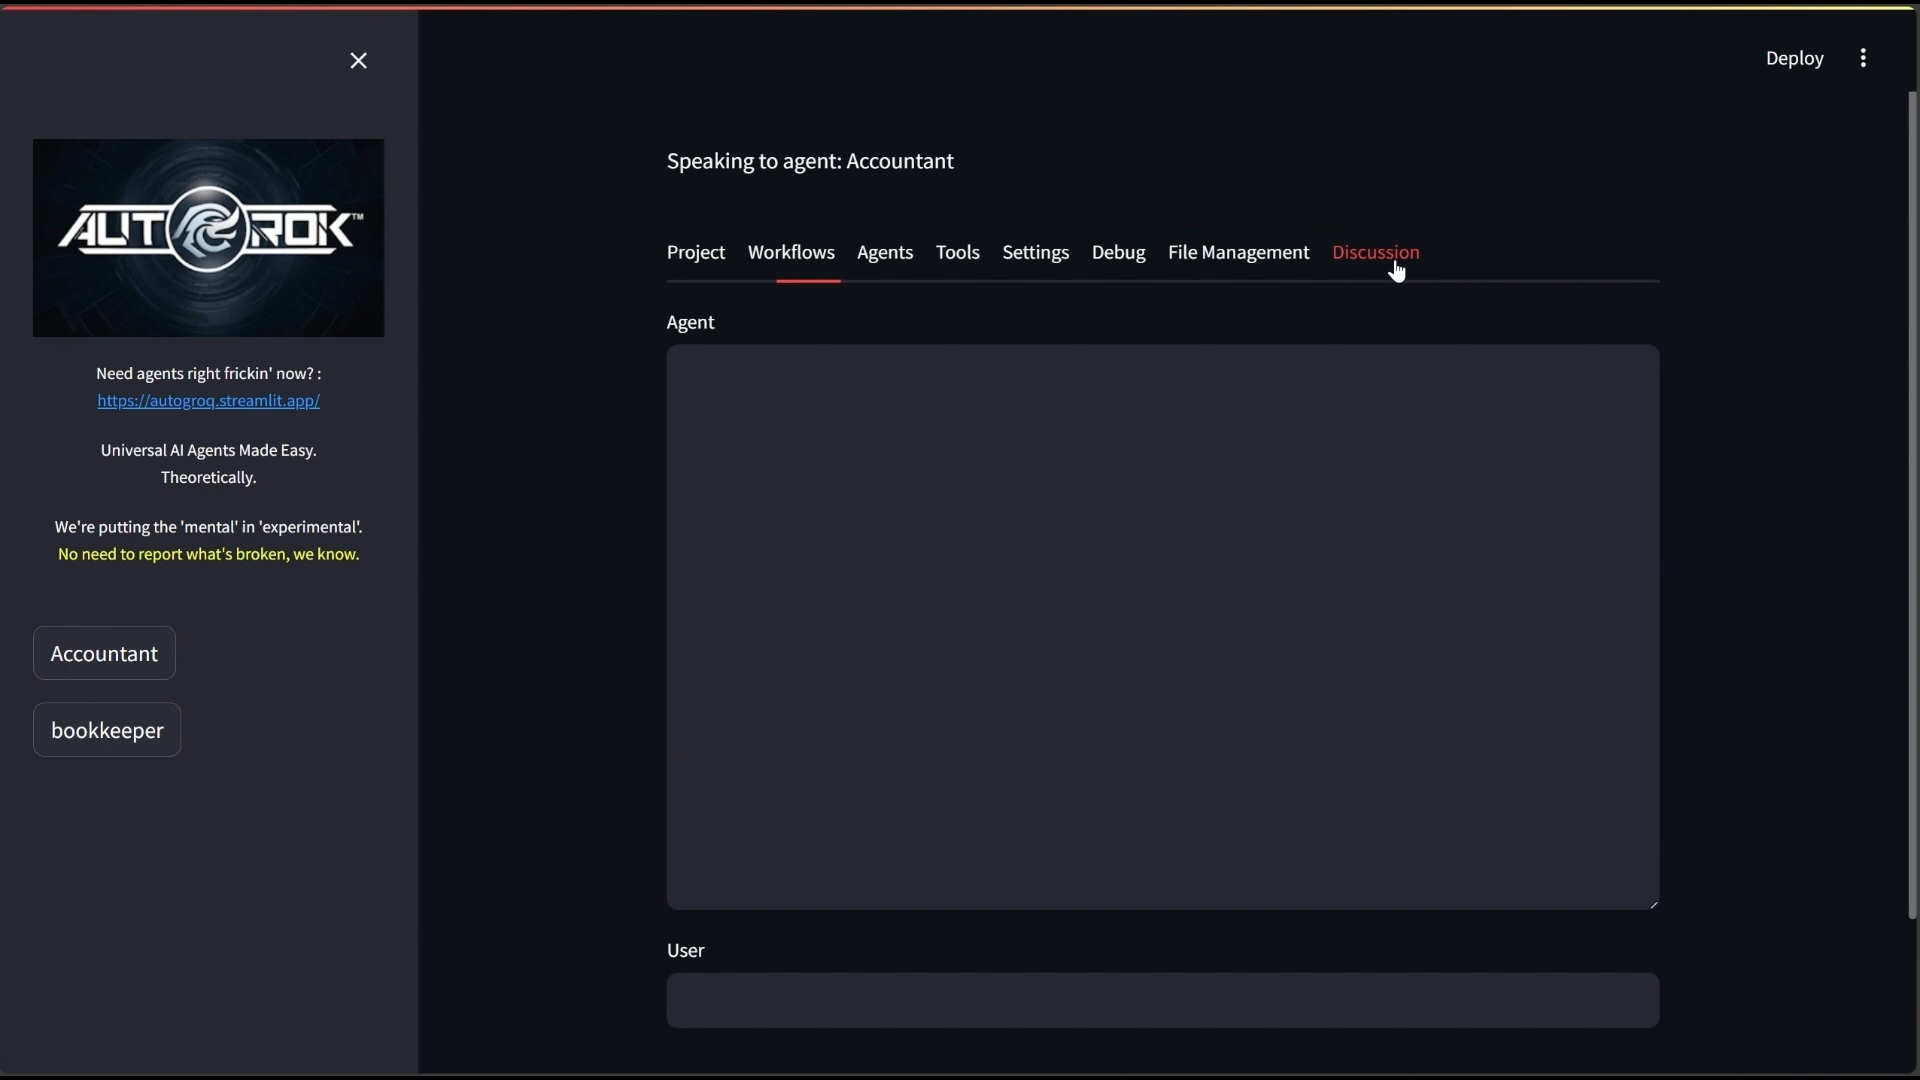 Deploy
AUTOGROK™
Need agents right frickin' now? :
https://autogroq.streamlit.app/
Universal AI Agents Made Easy.
Theoretically.
We're putting the 'mental' in 'experimental'.
No need to report what's broken, we know.
Accountant
bookkeeper
Speaking to agent: Accountant
Project Workflows Agents Tools Settings Debug File Management Discussion
Agent
User